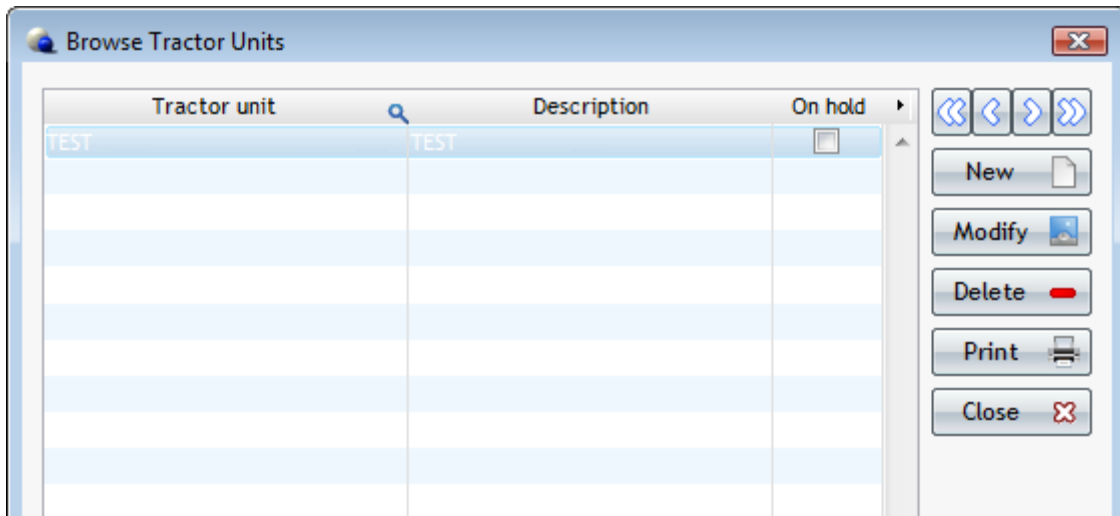 Browse Tractor Units
Tractor unit Description On hold
TEST TEST
New
Modify
Delete
Print
Close